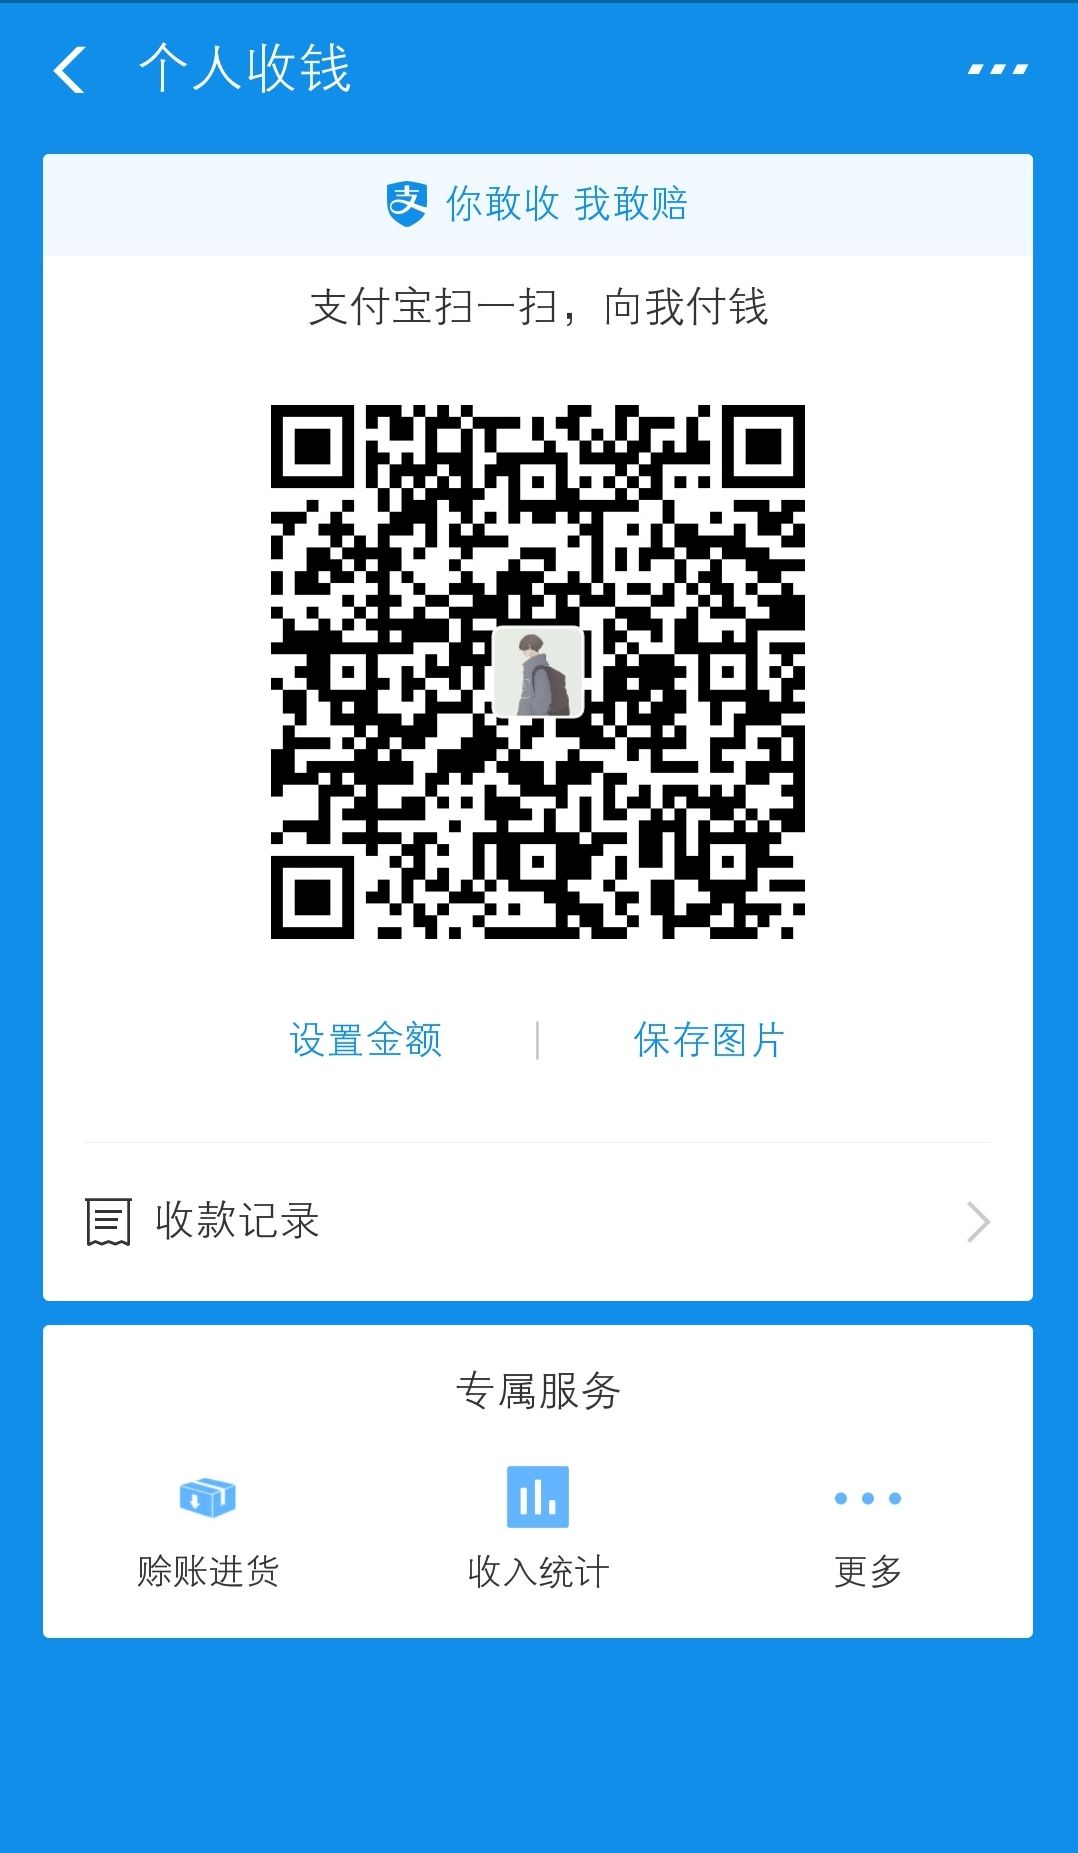 个人收钱
支 你敢收 我敢赔
支付宝扫一扫，向我付钱
设置金额 | 保存图片
收款记录
专属服务
赊账进货 收入统计 更多